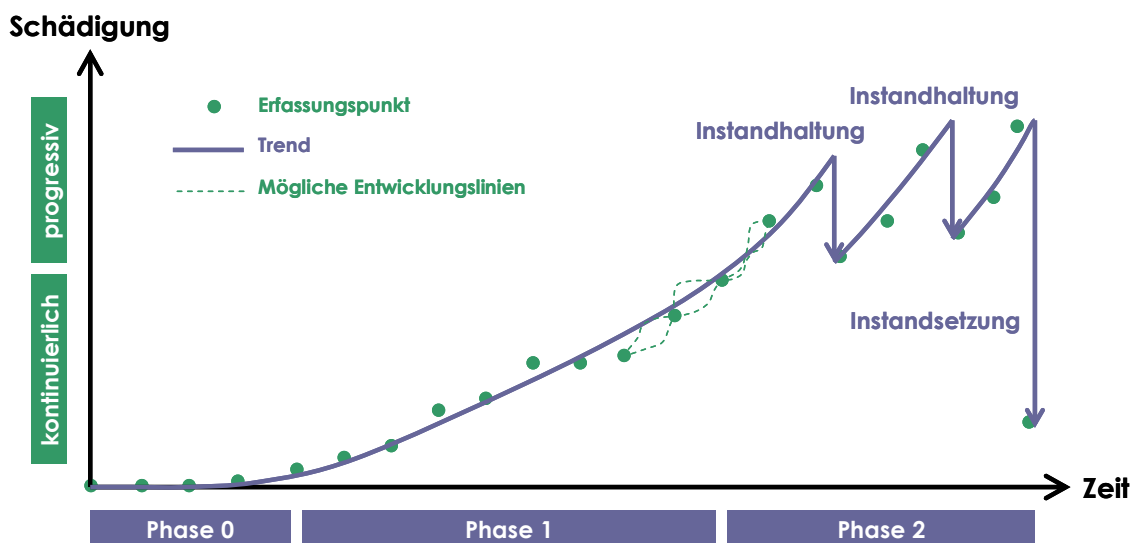 Schädigung
progressiv
kontinuierlich
Erfassungspunkt
Trend
Mögliche Entwicklungslinien
Instandhaltung
Instandhaltung
Instandsetzung
Zeit
Phase 0
Phase 1
Phase 2